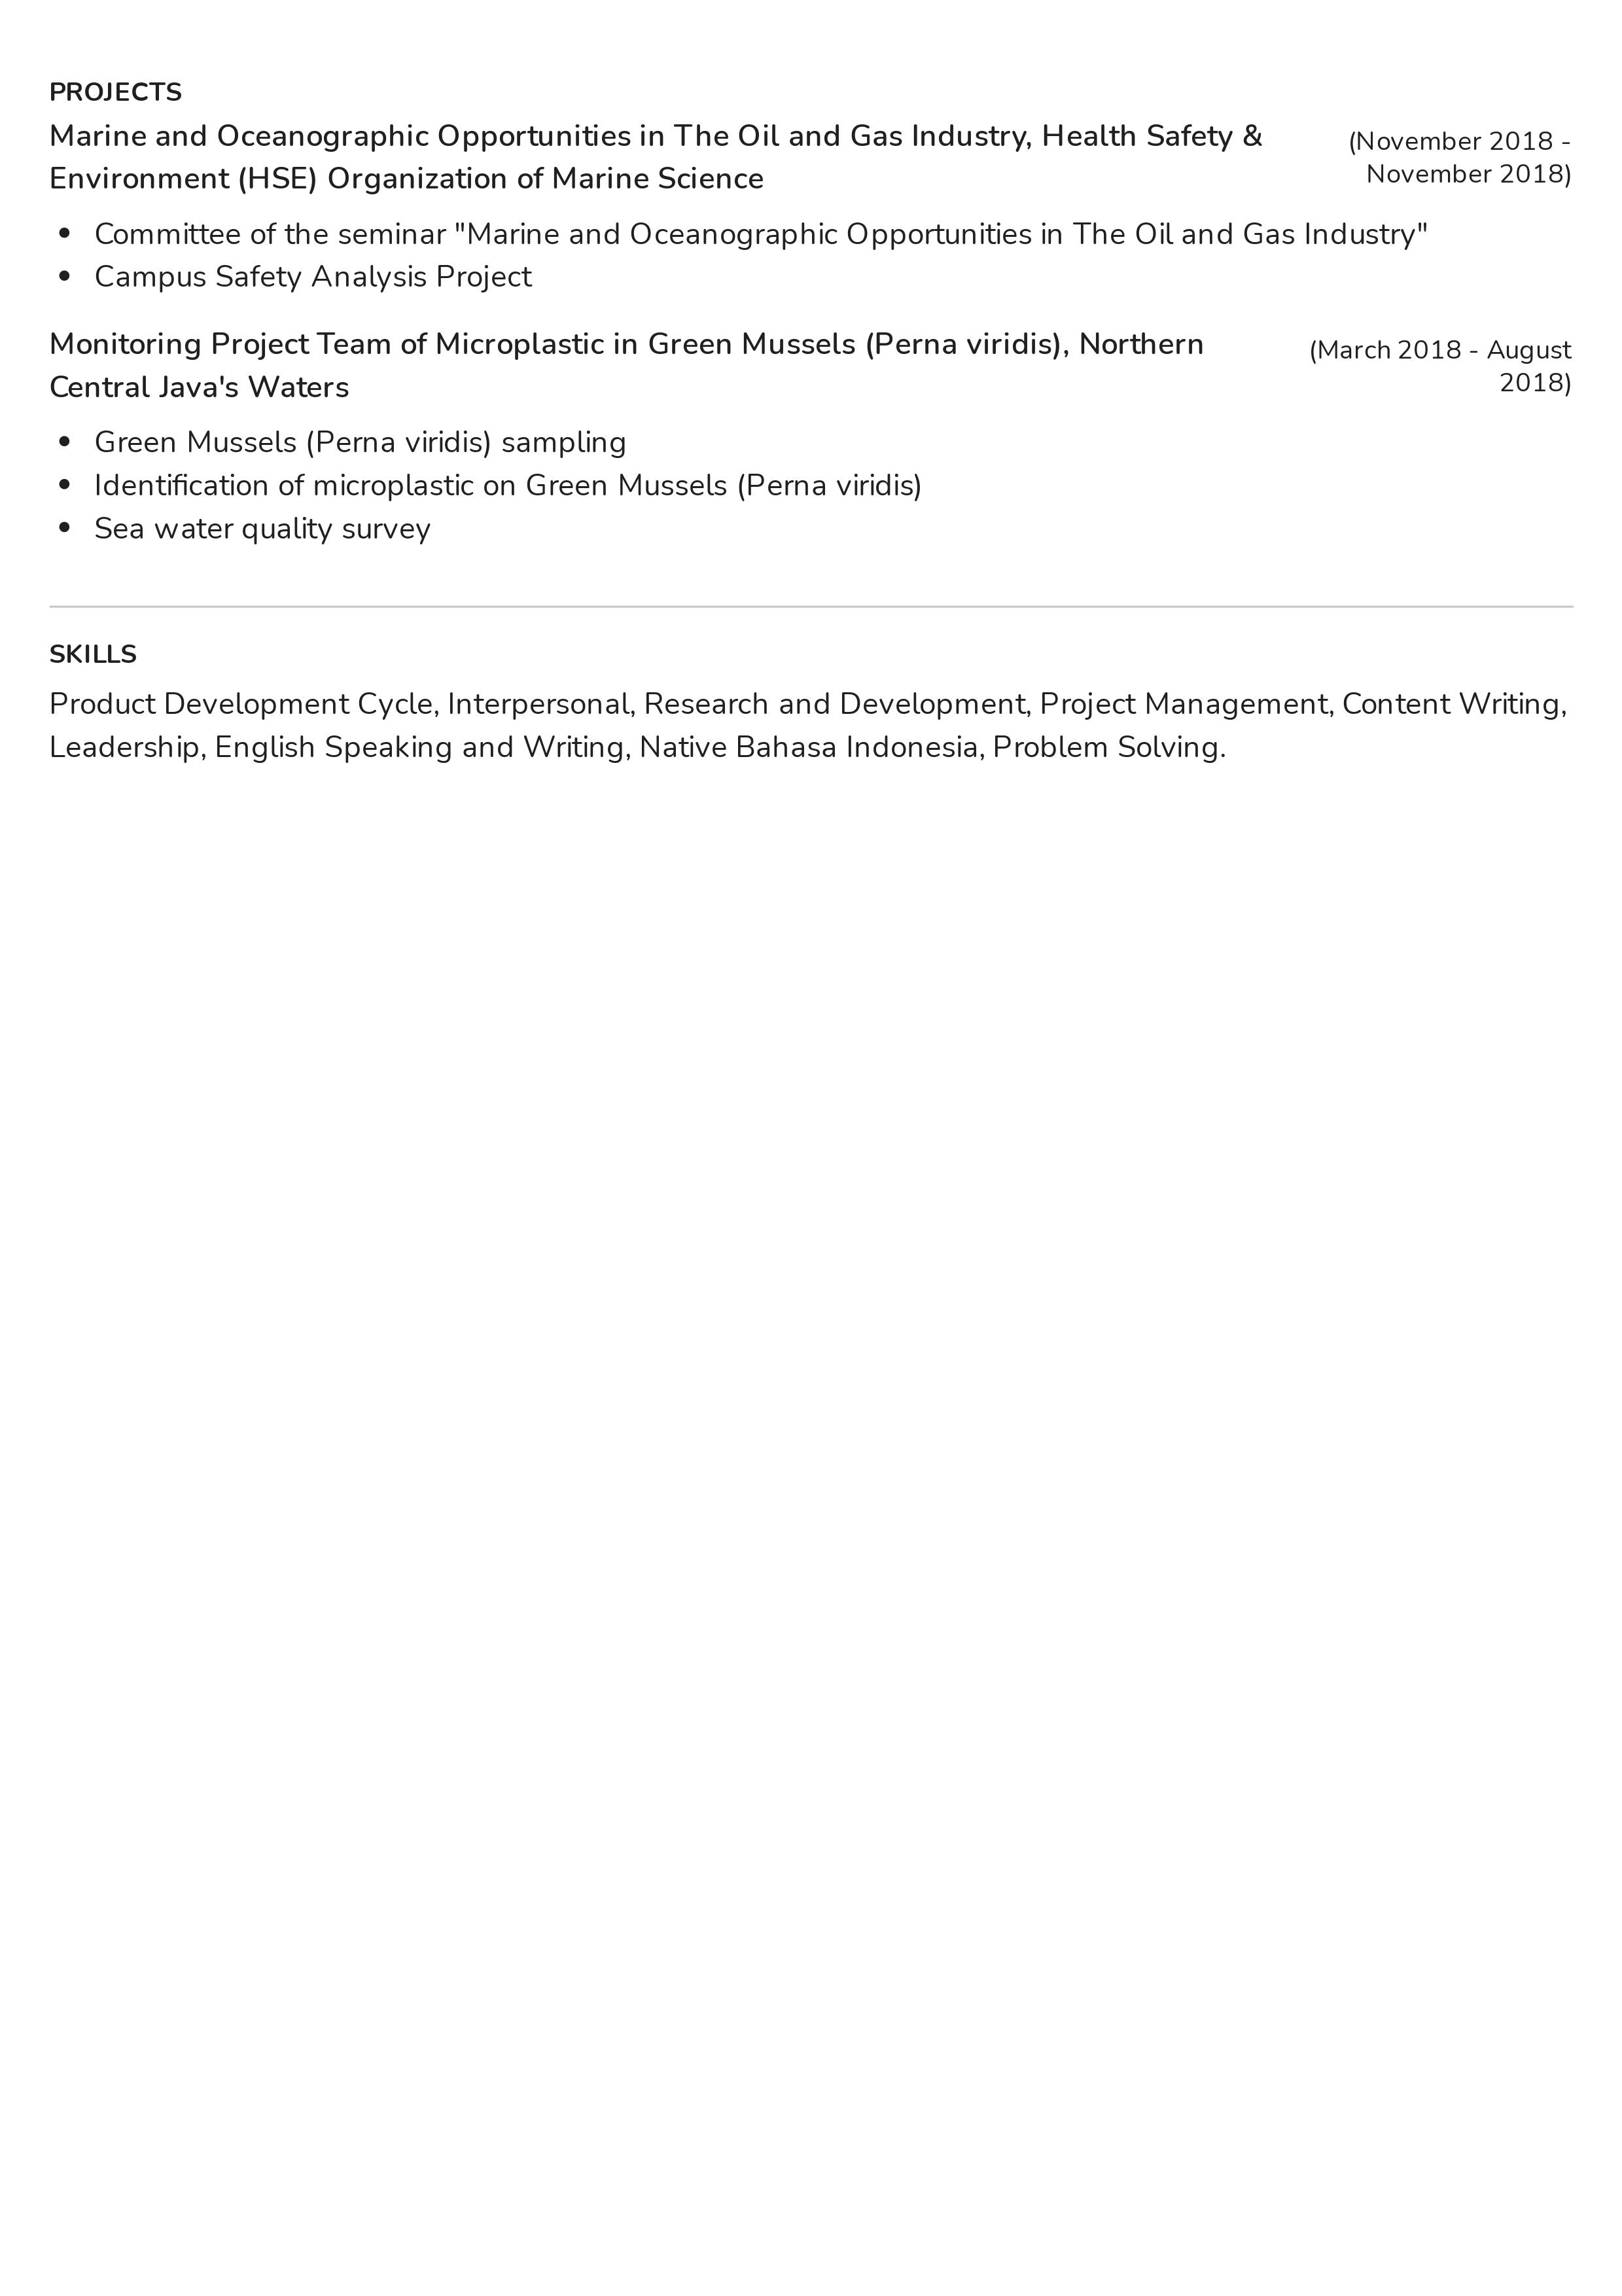 PROJECTS
Marine and Oceanographic Opportunities in The Oil and Gas Industry, Health Safety &
Environment (HSE) Organization of Marine Science
(November 2018 -
November 2018)
• Committee of the seminar "Marine and Oceanographic Opportunities in The Oil and Gas Industry"
• Campus Safety Analysis Project
Monitoring Project Team of Microplastic in Green Mussels (Perna viridis), Northern
Central Java's Waters
(March 2018 - August
2018)
• Green Mussels (Perna viridis) sampling
• Identification of microplastic on Green Mussels (Perna viridis)
• Sea water quality survey
SKILLS
Product Development Cycle, Interpersonal, Research and Development, Project Management, Content Writing,
Leadership, English Speaking and Writing, Native Bahasa Indonesia, Problem Solving.